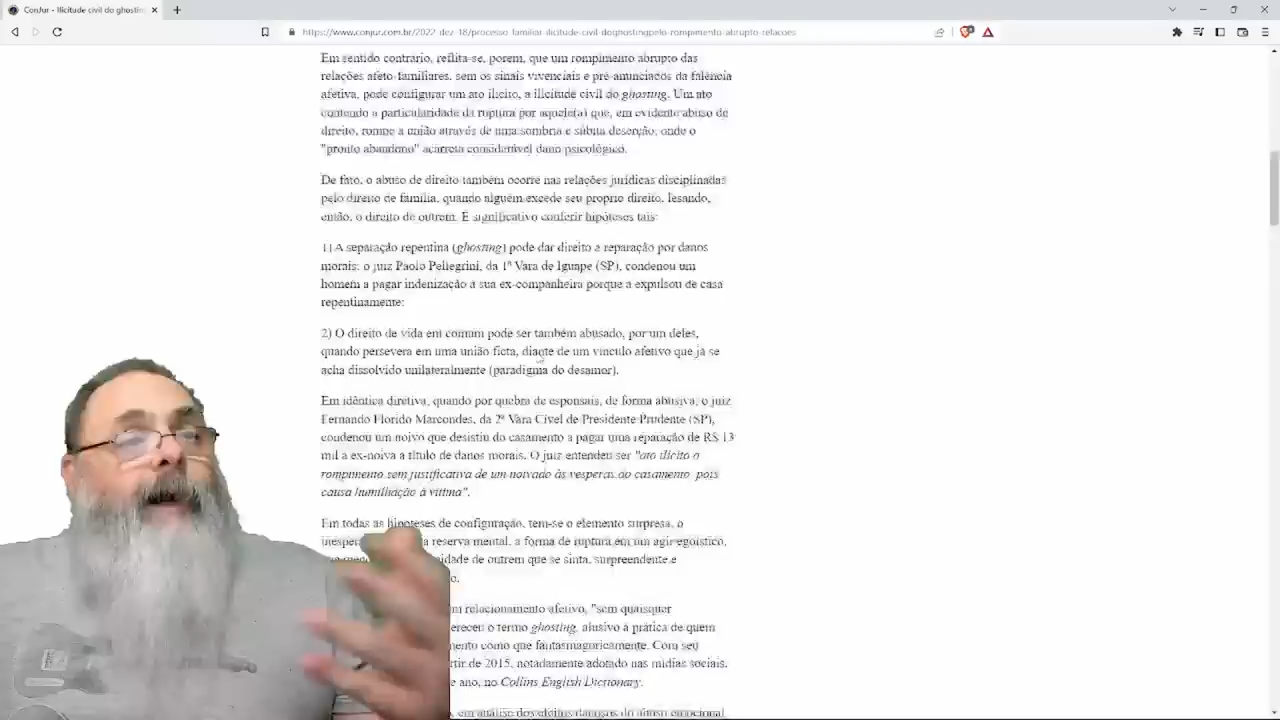 ConJur - Ilicitude civil do ghosting
https://www.conjur.com.br/2022-dez-18/processo-familiar-ilicitude-civil-doghostingpelo-rompimento-abrupto-relacoes
Em sentido contrário, reflita-se, porém, que um rompimento abrupto das
relações afeto-familiares, sem os sinais vivenciais e pré-anunciados da falência
afetiva, pode configurar um ato ilícito, a ilicitude civil do ghosting. Um ato
contendo a particularidade da ruptura por aquele(a) que, em evidente abuso de
direito, rompe a união através de uma sombria e súbita deserção, onde o
"pronto abandono" acarreta considerável dano psicológico.
De fato, o abuso de direito também ocorre nas relações jurídicas disciplinadas
pelo direito de família, quando alguém excede seu próprio direito, lesando,
então, o direito de outrem. É significativo conferir hipóteses tais:
1) A separação repentina (ghosting) pode dar direito a reparação por danos
morais: o juiz Paolo Pellegrini, da 1ª Vara de Iguape (SP), condenou um
homem a pagar indenização a sua ex-companheira porque a expulsou de casa
repentinamente;
2) O direito de vida em comum pode ser também abusado, por um deles,
quando persevera em uma união ficta, diante de um vínculo afetivo que já se
acha dissolvido unilateralmente (paradigma do desamor).
Em idêntica diretiva, quando por quebra de esponsais, de forma abusiva, o juiz
Fernando Florido Marcondes, da 2ª Vara Cível de Presidente Prudente (SP),
condenou um noivo que desistiu do casamento a pagar uma reparação de R$ 13
mil a ex-noiva a título de danos morais. O juiz entendeu ser "ato ilícito o
rompimento sem justificativa de um noivado às vésperas do casamento pois
causa humilhação à vítima".
Em todas as hipóteses de configuração, tem-se o elemento surpresa, o
a reserva mental, a forma de ruptura em um agir egoístico,
de outrem que se sinta, surpreendente e
relacionamento afetivo, "sem quaisquer
o termo ghosting, alusivo à prática de quem
como que fantasmagoricamente. Com seu
de 2015, notadamente adotado nas mídias sociais,
ano, no Collins English Dictionary.
em análise dos efeitos danosos do abuso emocional